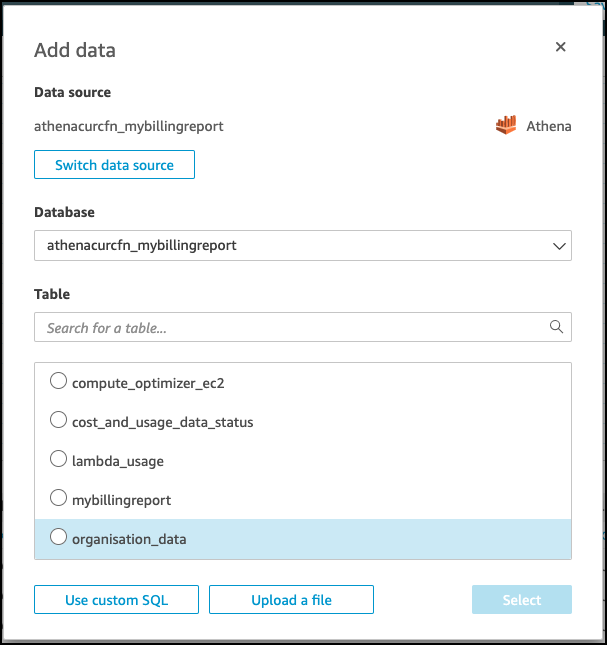 Add data
Data source
athenacurcfn_mybillingreport
Athena
Switch data source
Database
athenacurcfn_mybillingreport
Table
Search for a table...
compute_optimizer_ec2
cost_and_usage_data_status
lambda_usage
mybillingreport
organisation_data
Use custom SQL
Upload a file
Select